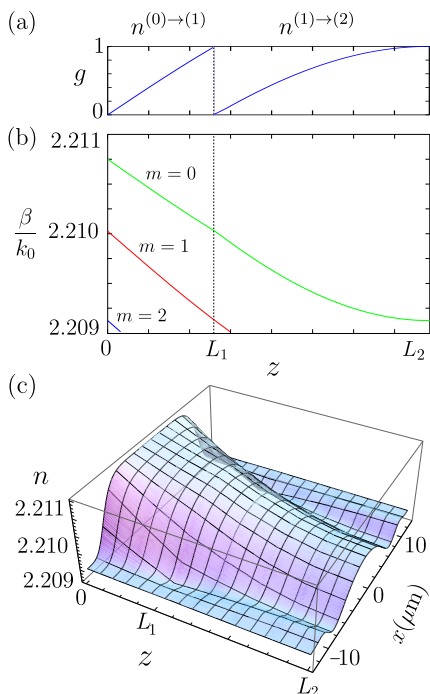 (a) n^{(0)→(1)} n^{(1)→(2)}
1
g
0
(b)
2.211
m = 0
β/k_0 2.210
m = 1
m = 2
2.209
0 L_1 L_2
z
(c)
n
2.211
2.210
2.209
0
L_1
z
L_2
10
0
−10
x(μm)